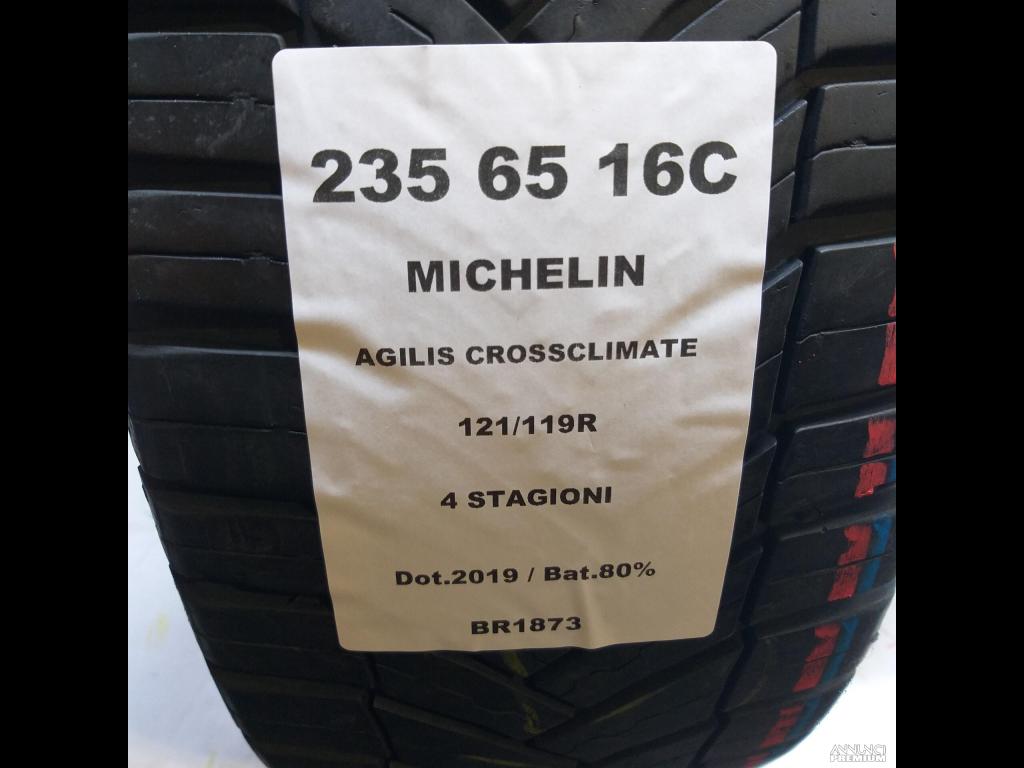 235 65 16C
MICHELIN
AGILIS CROSSCLIMATE
121/119R
4 STAGIONI
Dot.2019 / Bat.80%
BR1873
ANNUNCI
PREMIUM